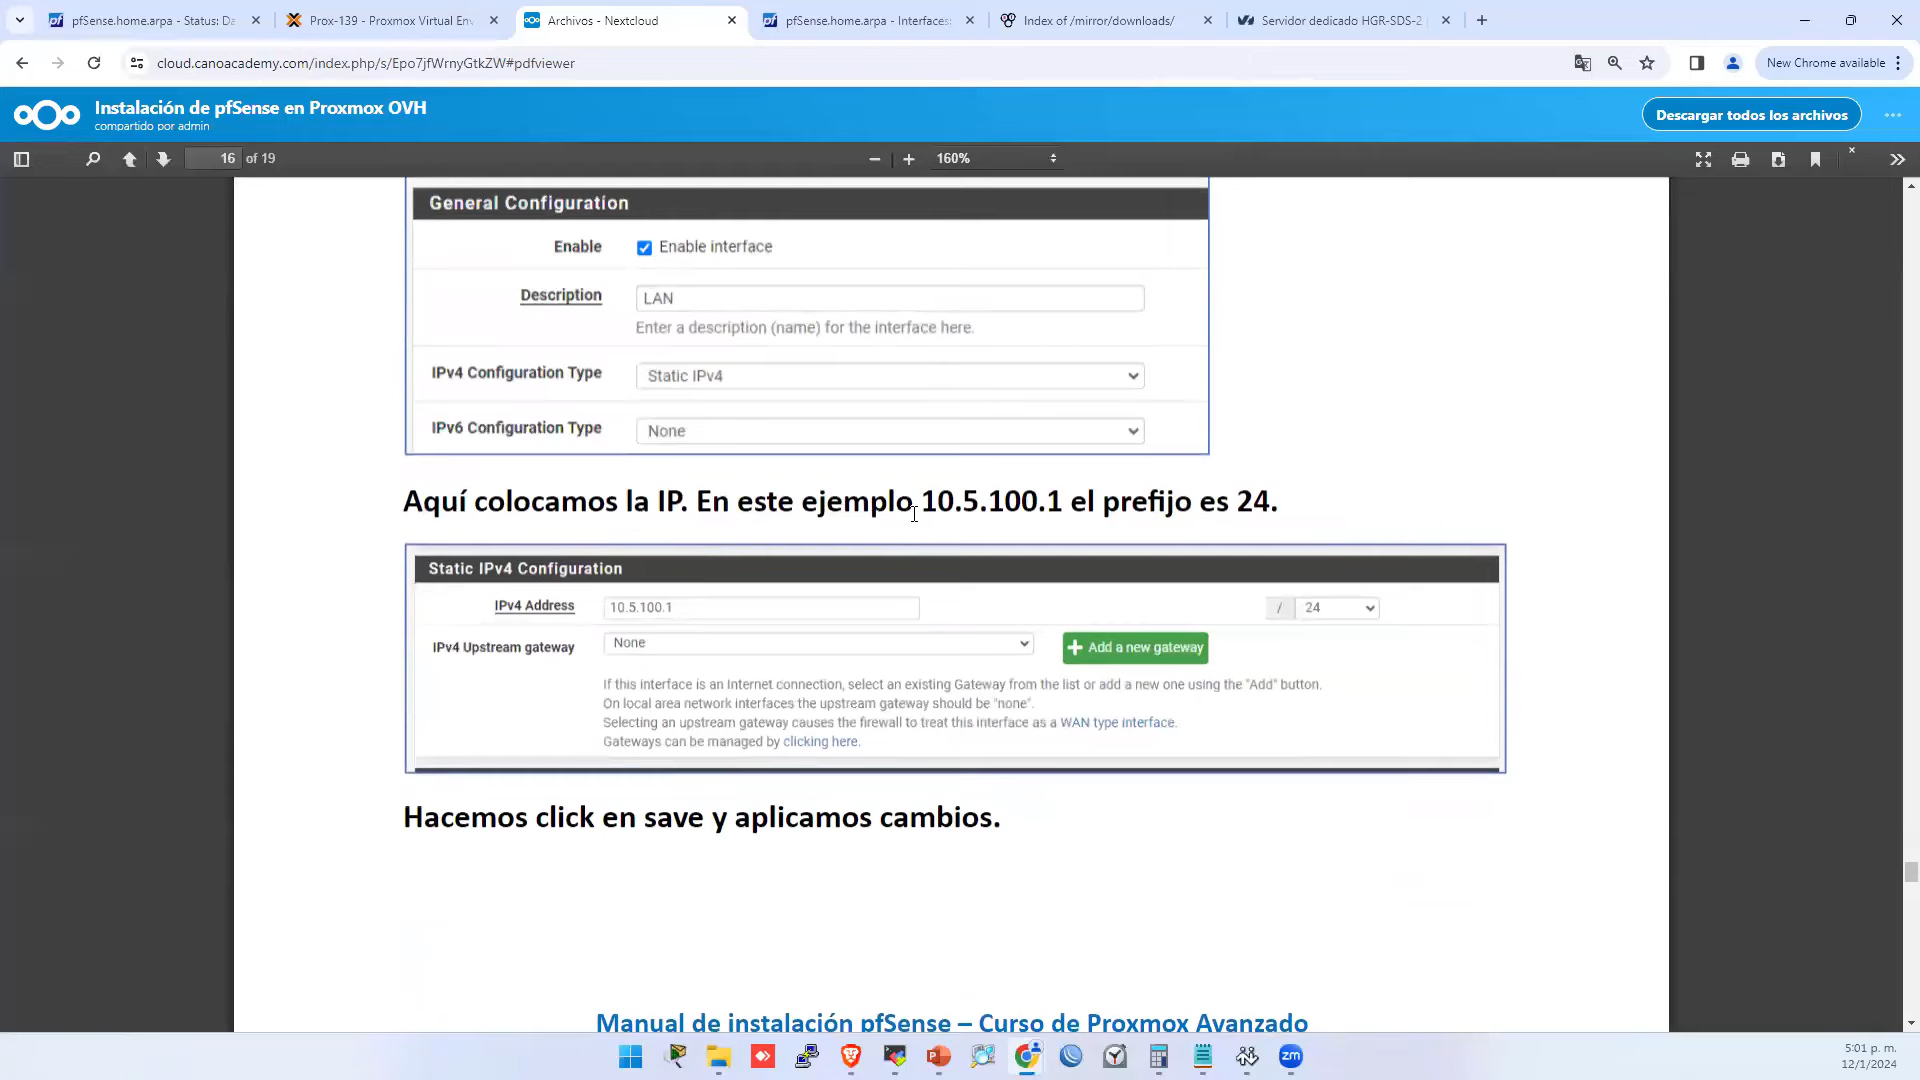 pfSense.home.arpa - Status: Da
Prox-139 - Proxmox Virtual Env
Archivos - Nextcloud
pfSense.home.arpa - Interfaces:
Index of /mirror/downloads/
Servidor dedicado HGR-SDS-2
cloud.canoacademy.com/index.php/s/Epo7jfWrnyGtkZW#pdfviewer
New Chrome available
Instalación de pfSense en Proxmox OVH
compartido por admin
Descargar todos los archivos
16 of 19
160%
General Configuration
Enable
Enable interface
Description
LAN
Enter a description (name) for the interface here.
IPv4 Configuration Type
Static IPv4
IPv6 Configuration Type
None
Aquí colocamos la IP. En este ejemplo 10.5.100.1 el prefijo es 24.
Static IPv4 Configuration
IPv4 Address
10.5.100.1
/ 24
IPv4 Upstream gateway
None
Add a new gateway
If this interface is an Internet connection, select an existing Gateway from the list or add a new one using the "Add" button.
On local area network interfaces the upstream gateway should be "none".
Selecting an upstream gateway causes the firewall to treat this interface as a WAN type interface.
Gateways can be managed by clicking here.
Hacemos click en save y aplicamos cambios.
Manual de instalación pfSense – Curso de Proxmox Avanzado
zm
5:01 p. m.
12/1/2024